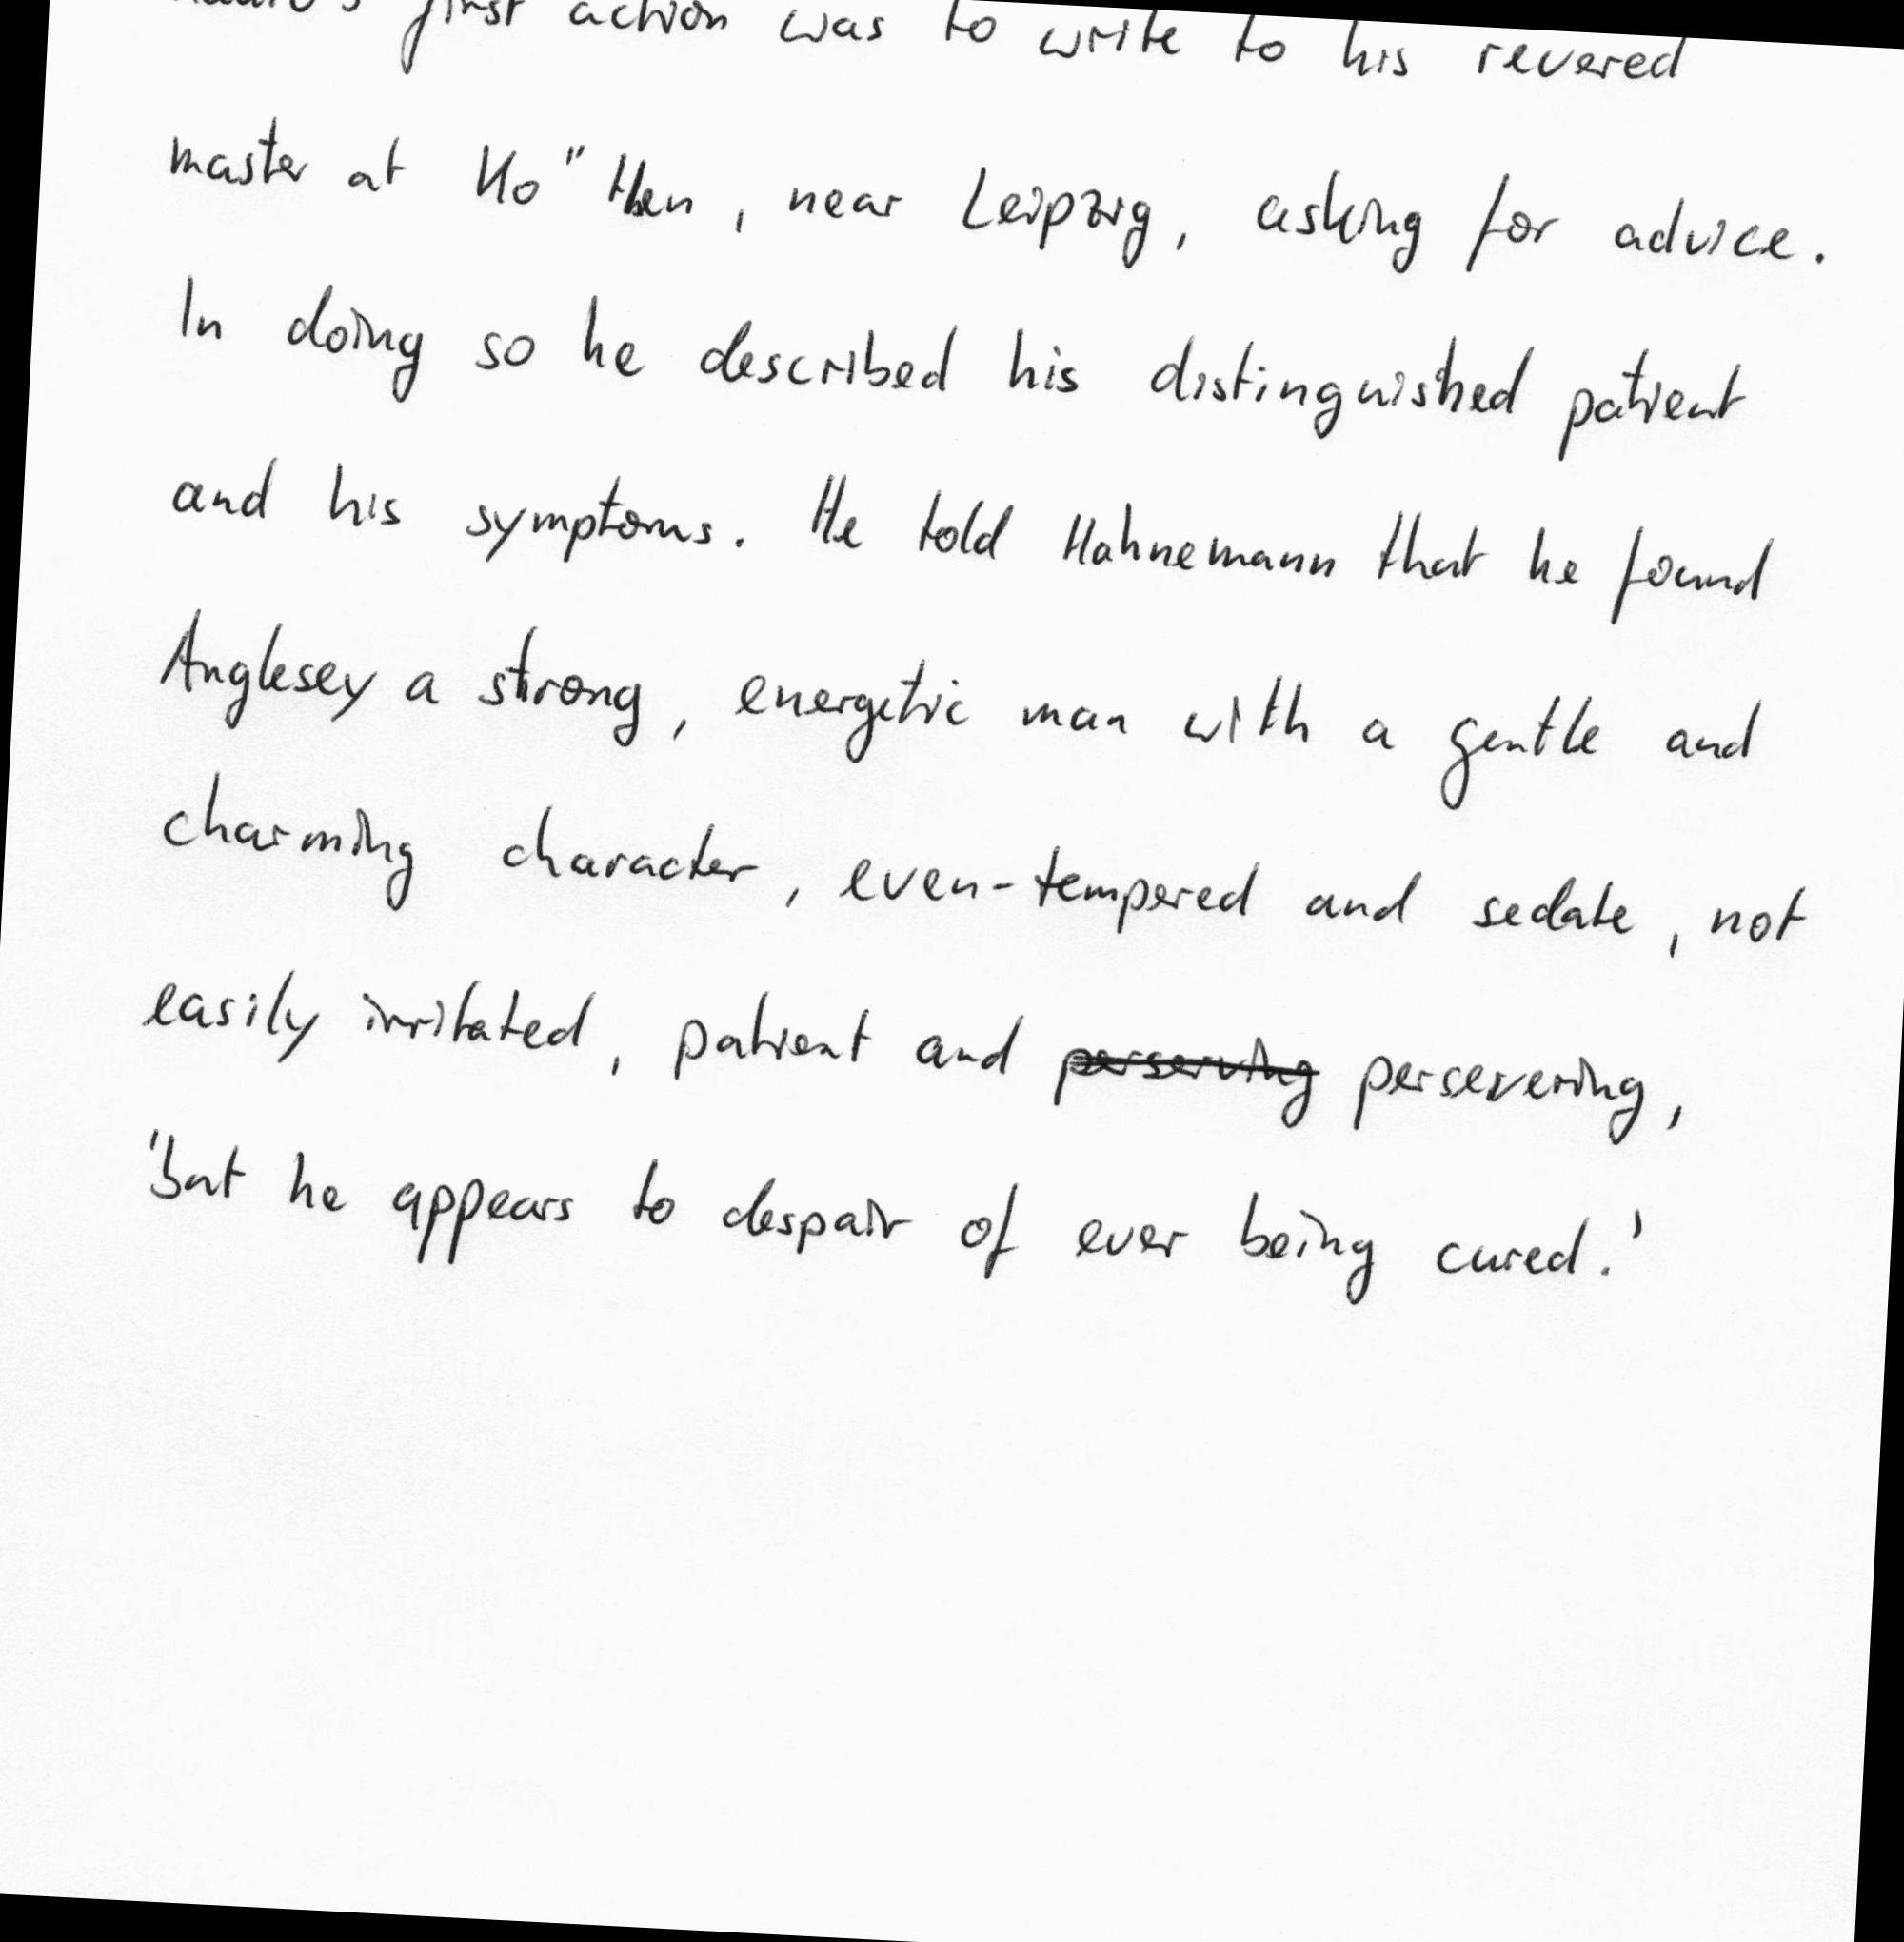 first action was to write to his revered
master at Ko"then, near Leipzig, asking for advice.
In doing so he described his distinguished patient
and his symptoms. He told Hahnemann that he found
Anglesey a strong, energetic man with a gentle and
charming character, even-tempered and sedate, not
easily irritated, patient and perserving persevering,
'but he appears to despair of ever being cured.'